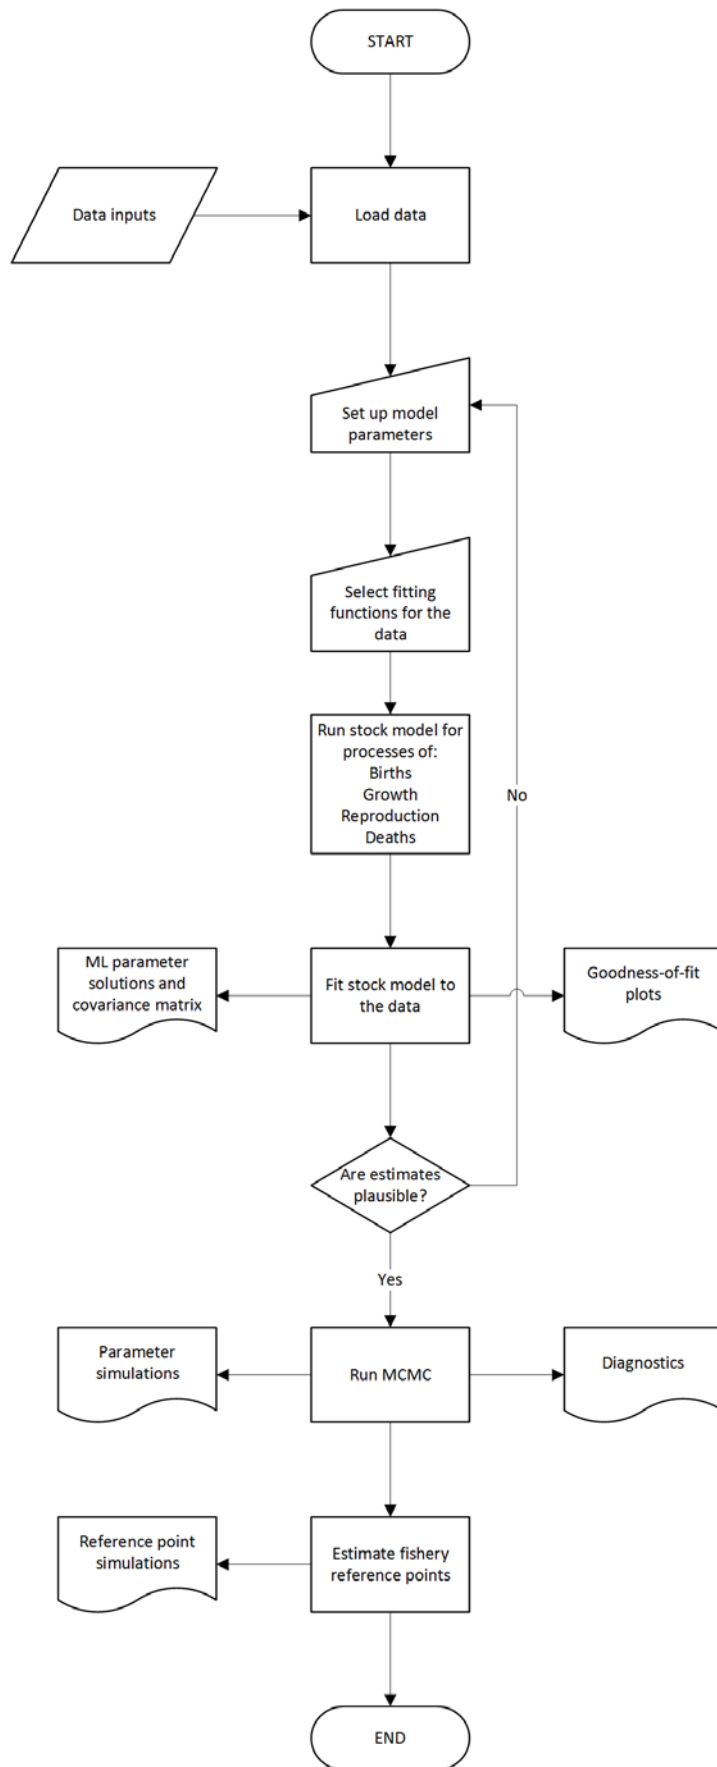 START
Data inputs
Load data
Set up model
parameters
Select fitting
functions for the
data
Run stock model for
processes of:
Births
Growth
Reproduction
Deaths
No
ML parameter
solutions and
covariance matrix
Fit stock model to
the data
Goodness-of-fit
plots
Are estimates
plausible?
Yes
Parameter
simulations
Run MCMC
Diagnostics
Reference point
simulations
Estimate fishery
reference points
END